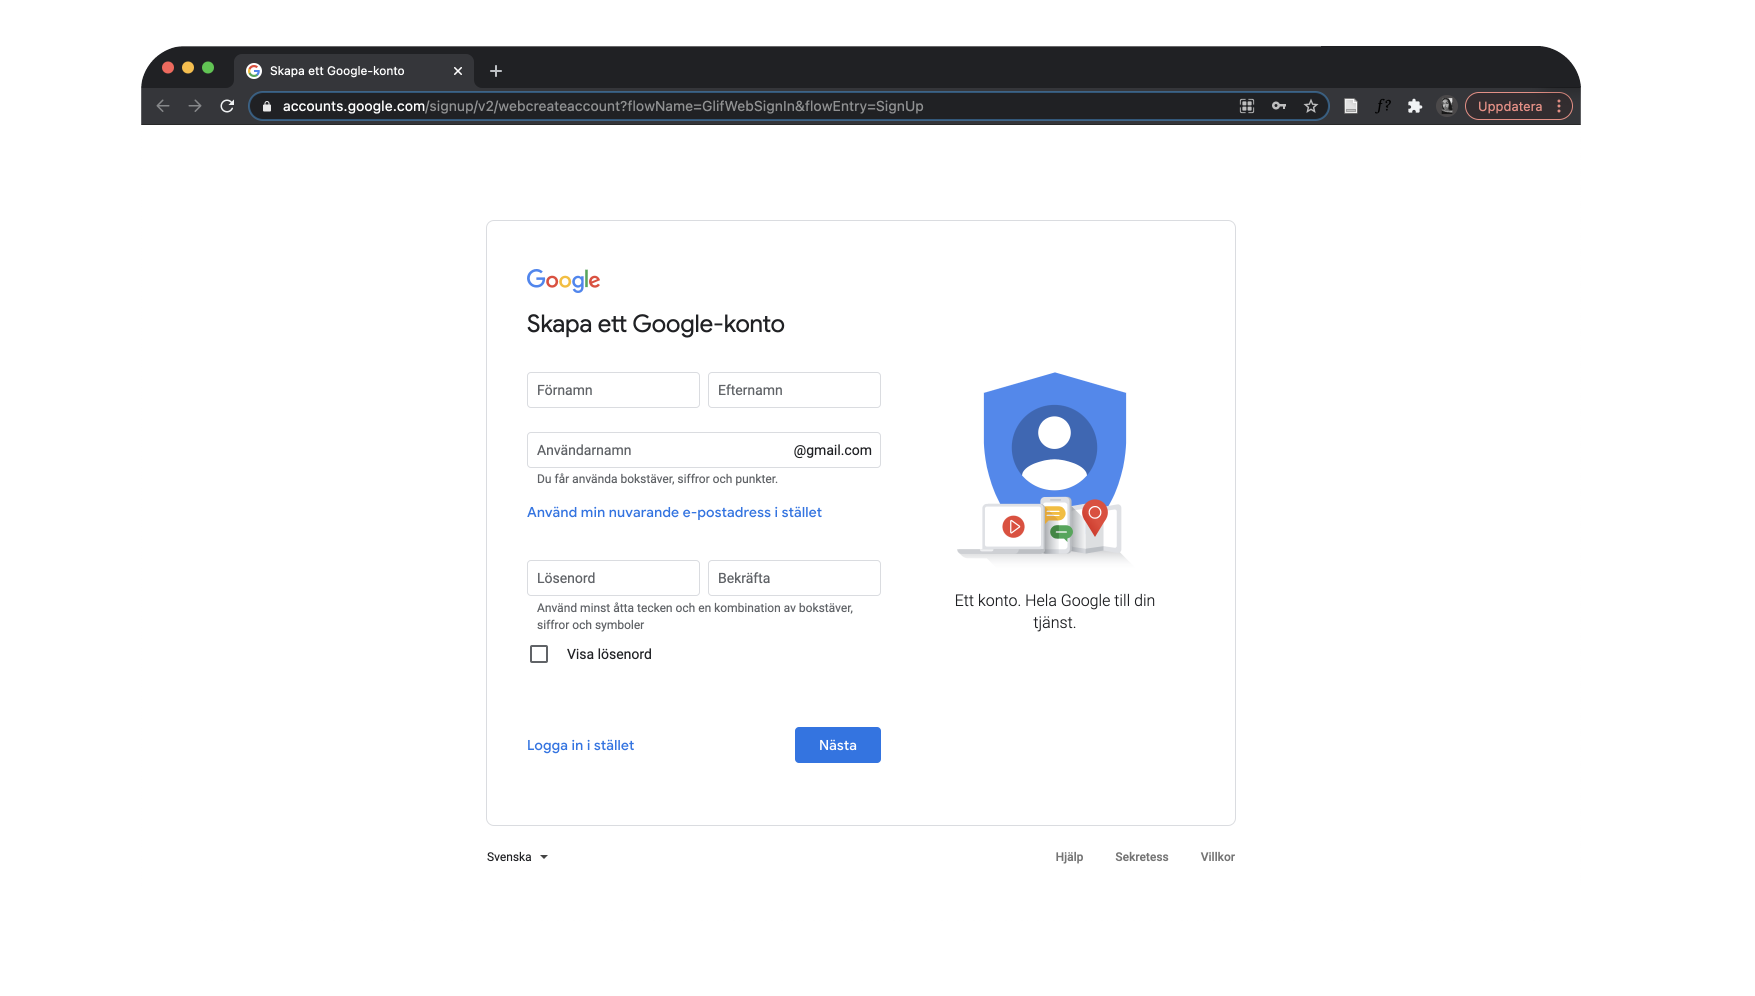 Skapa ett Google-konto
accounts.google.com/signup/v2/webcreateaccount?flowName=GlifWebSignIn&flowEntry=SignUp
f?
Uppdatera
Google
Skapa ett Google-konto
Förnamn
Efternamn
Användarnamn
@gmail.com
Du får använda bokstäver, siffror och punkter.
Använd min nuvarande e-postadress i stället
Lösenord
Bekräfta
Använd minst åtta tecken och en kombination av bokstäver,
siffror och symboler
Visa lösenord
Logga in i stället
Nästa
Ett konto. Hela Google till din
tjänst.
Svenska
Hjälp
Sekretess
Villkor